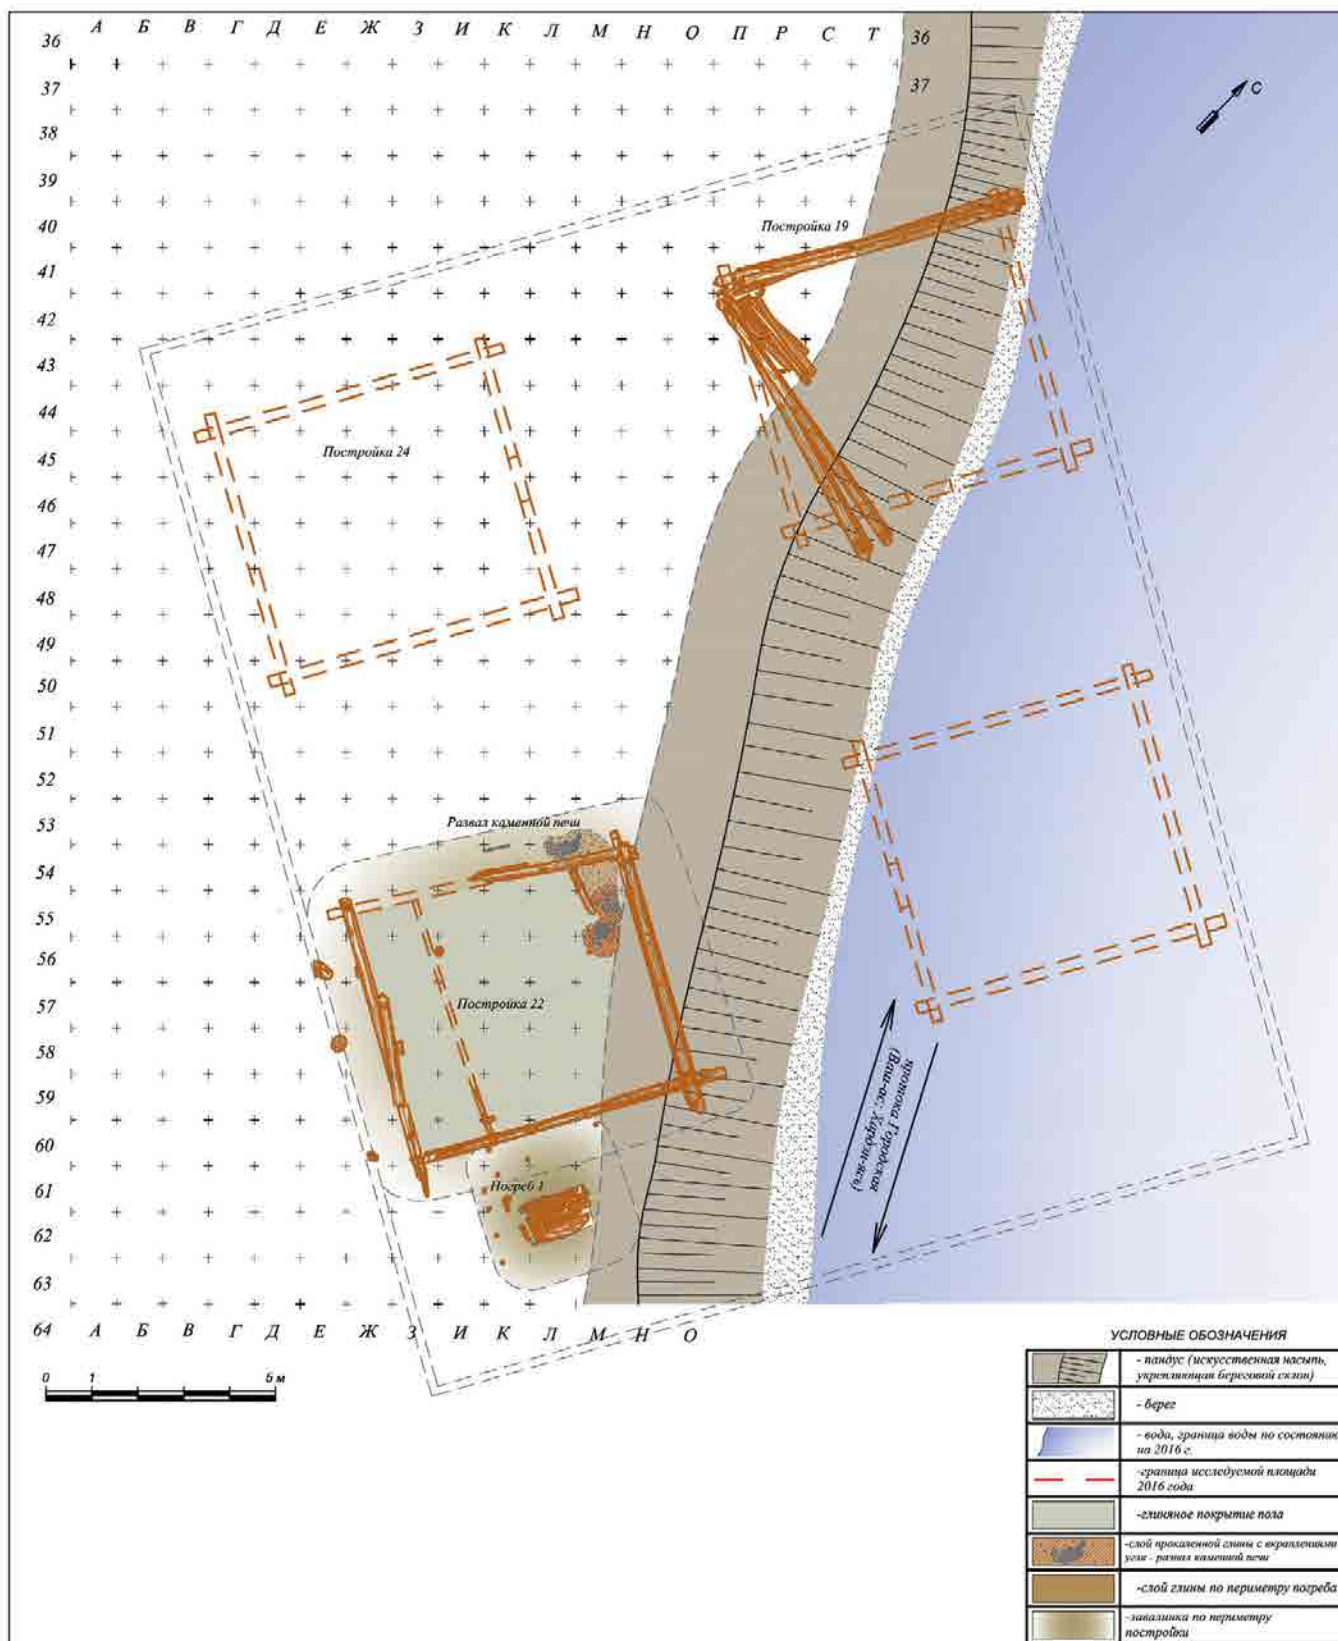 А Б В Г Д Е Ж З И К Л М Н О П Р С Т
36 36
37 37
38
39
40
41
42
43
44
45
46
47
48
49
50
51
52
53
54
55
56
57
58
59
60
61
62
63
64
С
Постройка 19
Постройка 24
Развал каменной печи
Постройка 22
Погреб 1
протока Городская
(Ваш-ас; Хардэи-ясь)
А Б В Г Д Е Ж З И К Л М Н О
0 1 5 м
УСЛОВНЫЕ ОБОЗНАЧЕНИЯ
- пандус (искусственная насыпь,
укрепляющая береговой склон)
- берег
- вода, граница воды по состоянию
на 2016 г.
-граница исследуемой площади
2016 года
-глиняное покрытие пола
-слой прокаленной глины с вкраплениями
угля - развал каменной печи
-слой глины по периметру погреба
-завалинка по периметру
постройки